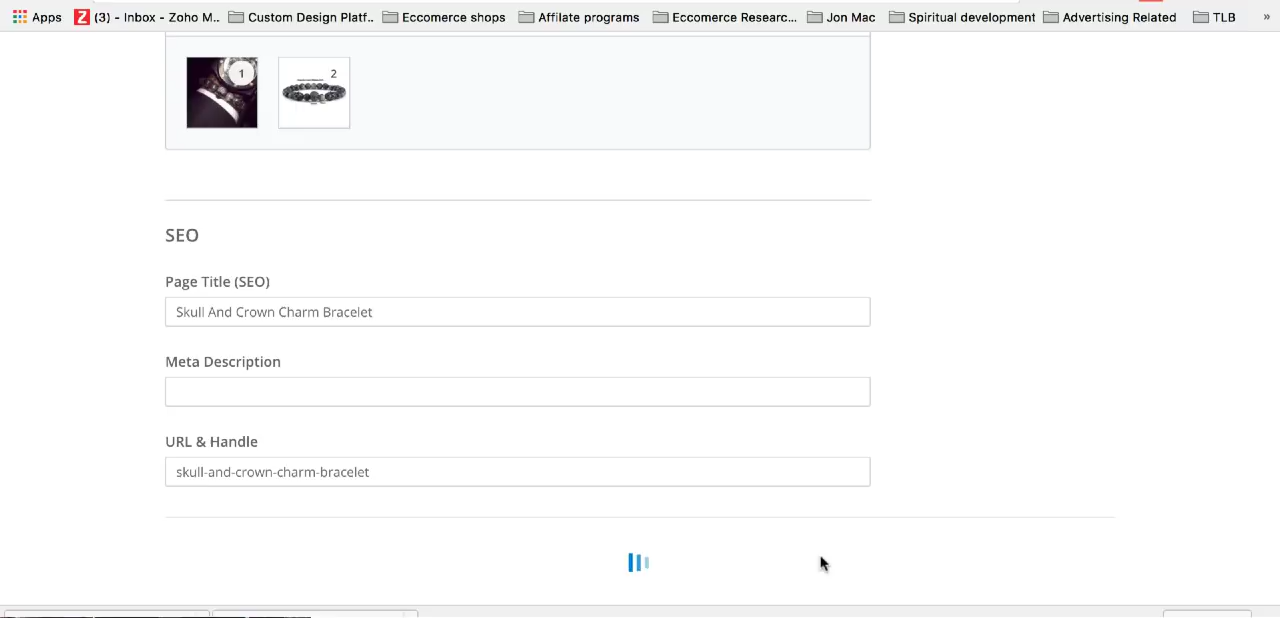 Apps (3) - Inbox - Zoho M.. Custom Design Platf.. Eccomerce shops Affilate programs Eccomerce Researc... Jon Mac Spiritual development Advertising Related TLB »
1 2
SEO
Page Title (SEO)
Skull And Crown Charm Bracelet
Meta Description
URL & Handle
skull-and-crown-charm-bracelet